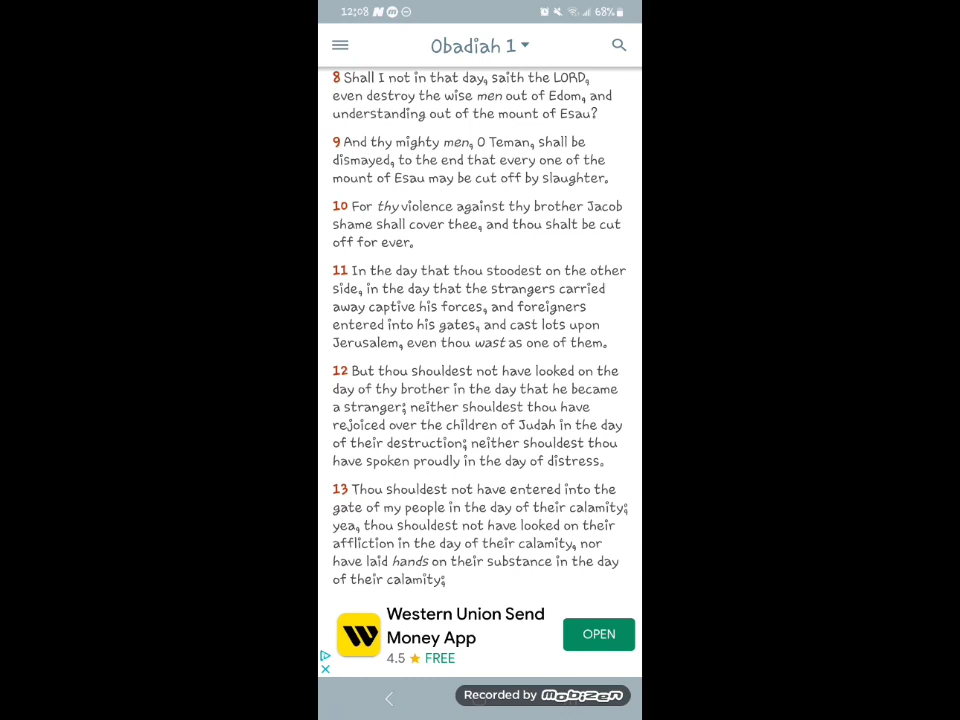 12:08 N m 68%
Obadiah 1
8 Shall I not in that day, saith the LORD,
even destroy the wise men out of Edom, and
understanding out of the mount of Esau?
9 And thy mighty men, O Teman, shall be
dismayed, to the end that every one of the
mount of Esau may be cut off by slaughter.
10 For thy violence against thy brother Jacob
shame shall cover thee, and thou shalt be cut
off for ever.
11 In the day that thou stoodest on the other
side, in the day that the strangers carried
away captive his forces, and foreigners
entered into his gates, and cast lots upon
Jerusalem, even thou wast as one of them.
12 But thou shouldest not have looked on the
day of thy brother in the day that he became
a stranger; neither shouldest thou have
rejoiced over the children of Judah in the day
of their destruction; neither shouldest thou
have spoken proudly in the day of distress.
13 Thou shouldest not have entered into the
gate of my people in the day of their calamity;
yea, thou shouldest not have looked on their
affliction in the day of their calamity, nor
have laid hands on their substance in the day
of their calamity;
Western Union Send
Money App
4.5 ★ FREE
OPEN
Recorded by mobizen